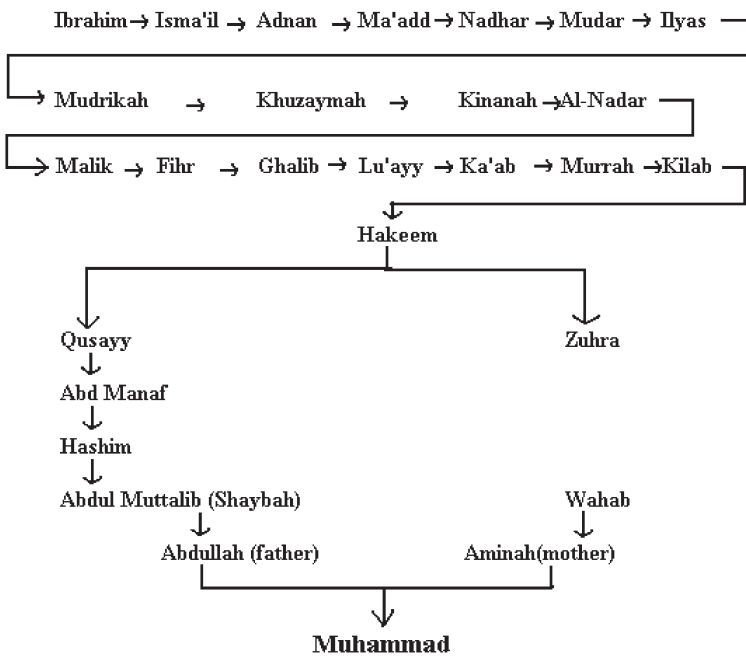 Ibrahim → Isma'il → Adnan → Ma'add → Nadhar → Mudar → Ilyas
Mudrikah → Khuzaymah → Kinanah → Al-Nadar
Malik → Fihr → Ghalib → Lu'ayy → Ka'ab → Murrah → Kilab
Hakeem
Qusayy Zuhra
Abd Manaf
Hashim
Abdul Muttalib (Shaybah) Wahab
Abdullah (father) Aminah(mother)
Muhammad